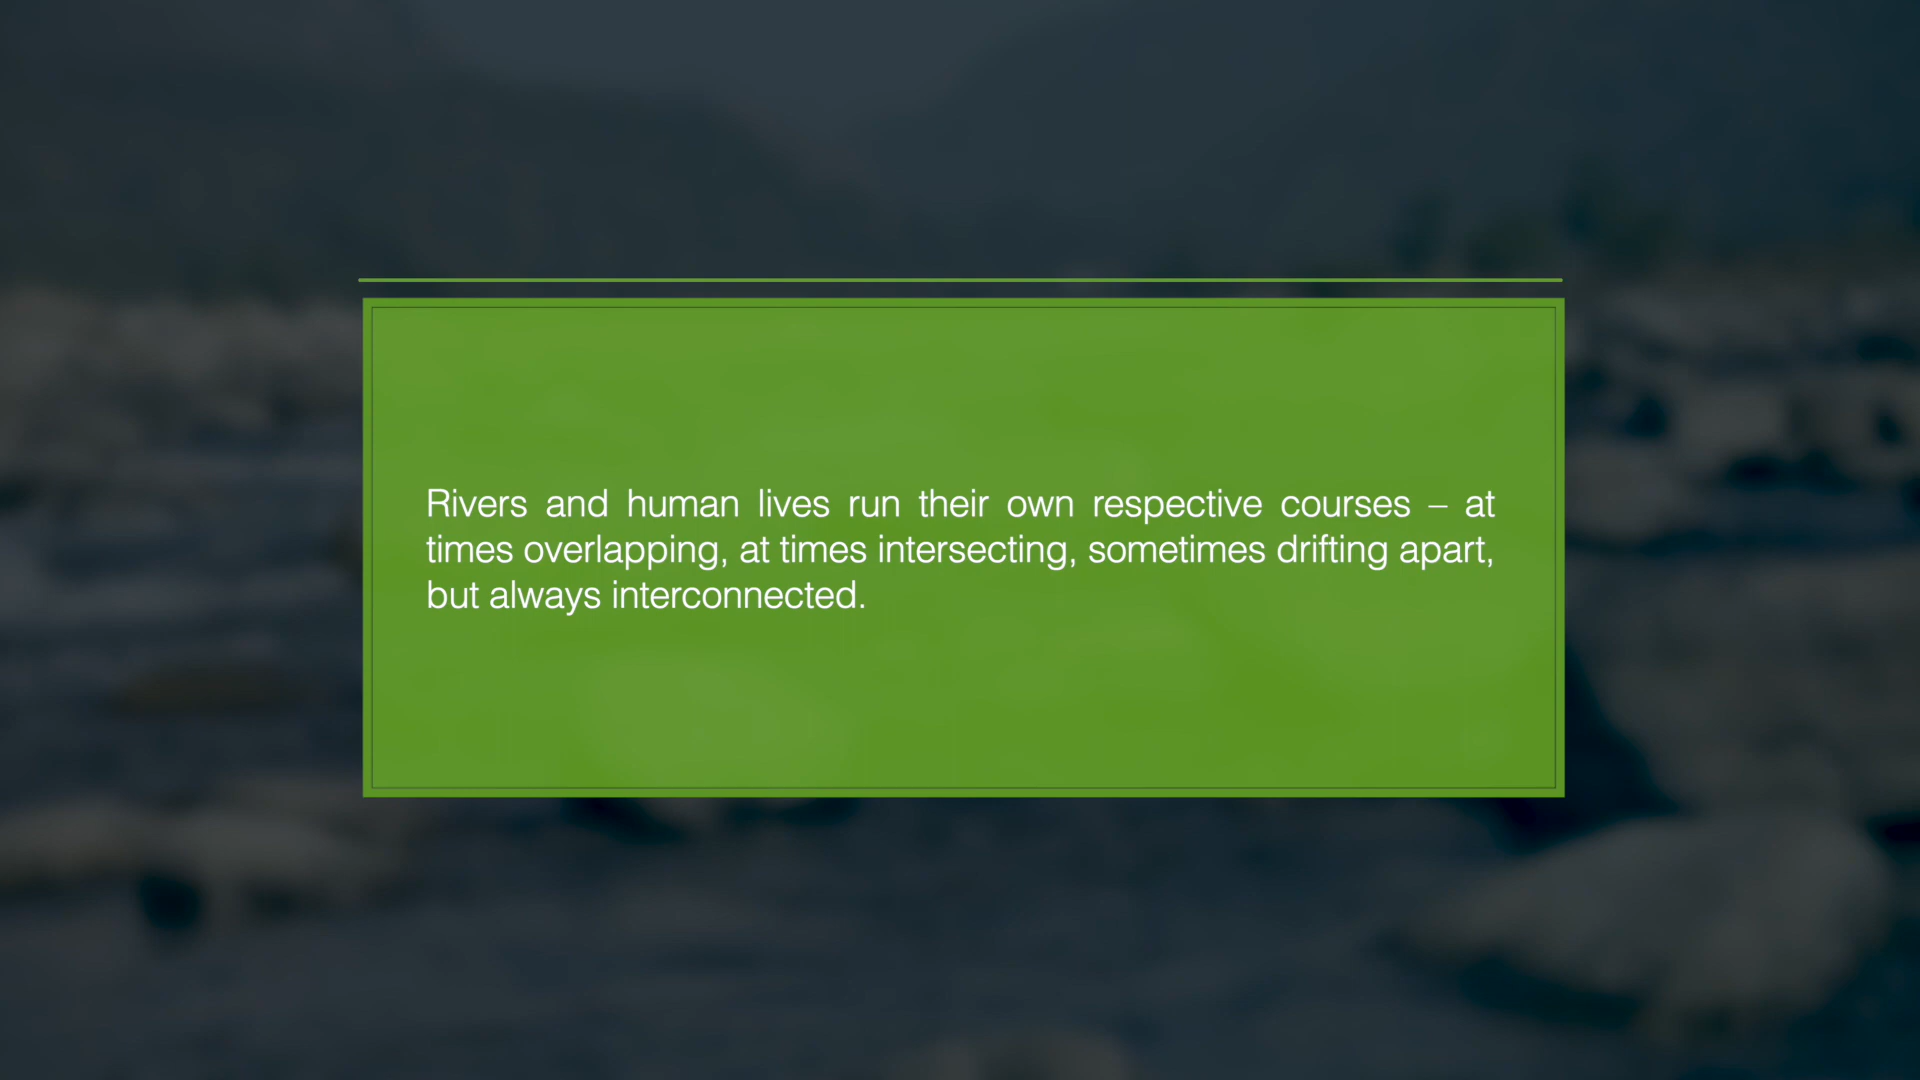 Rivers and human lives run their own respective courses – at
times overlapping, at times intersecting, sometimes drifting apart,
but always interconnected.